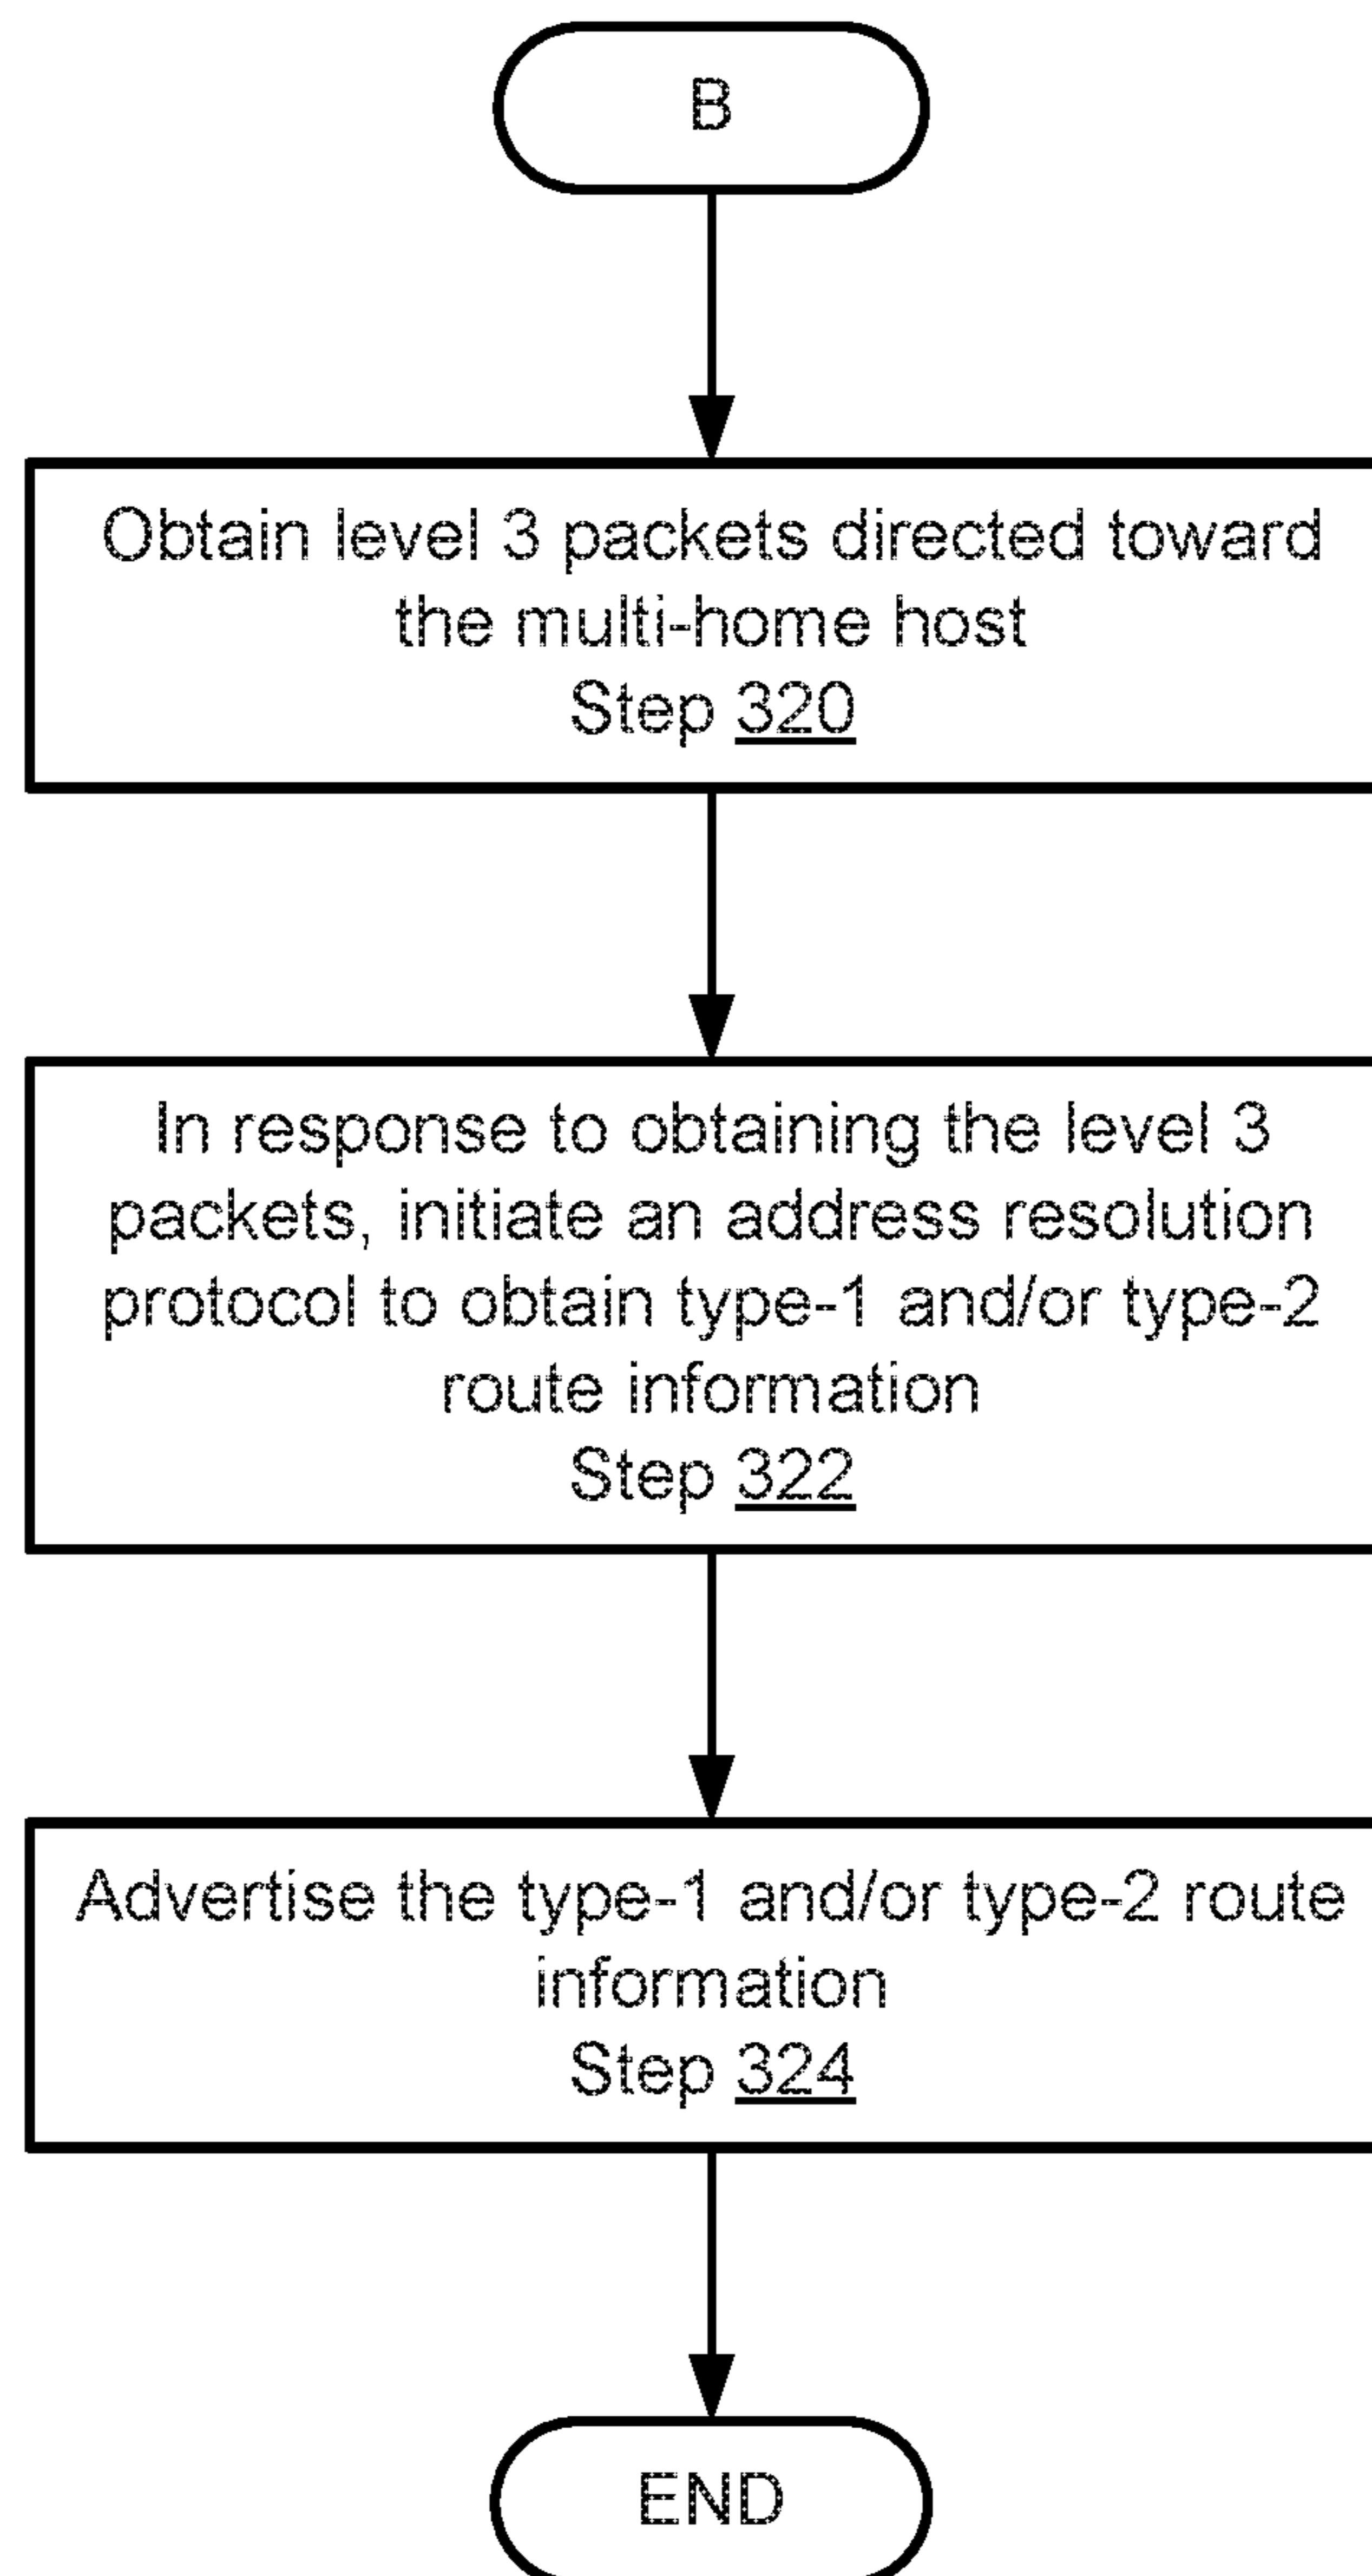 B
Obtain level 3 packets directed toward
the multi-home host
Step 320
In response to obtaining the level 3
packets, initiate an address resolution
protocol to obtain type-1 and/or type-2
route information
Step 322
Advertise the type-1 and/or type-2 route
information
Step 324
END